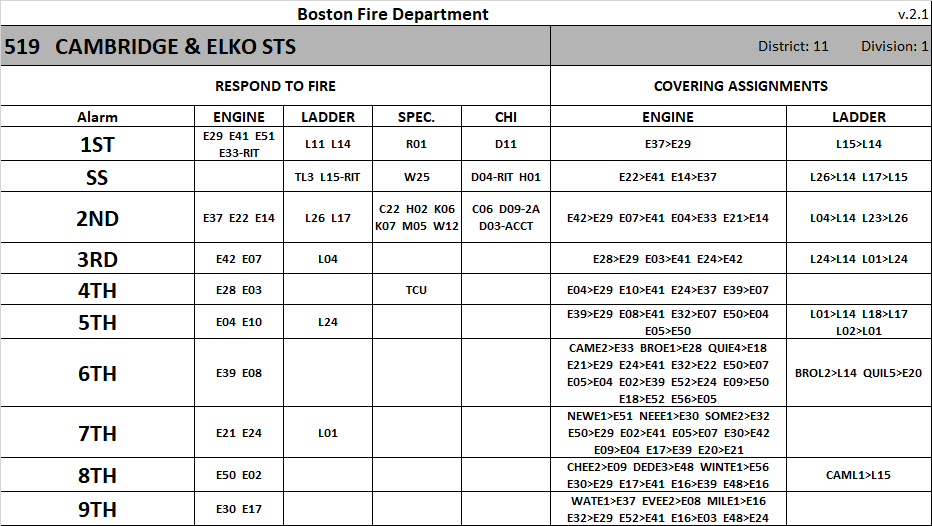 Boston Fire Department v.2.1
519 CAMBRIDGE & ELKO STS District: 11 Division: 1
RESPOND TO FIRE COVERING ASSIGNMENTS
Alarm ENGINE LADDER SPEC. CHI ENGINE LADDER
1ST E29 E41 E51 L11 L14 R01 D11 E37>E29 L15>L14
E33-RIT
SS TL3 L15-RIT W25 D04-RIT H01 E22>E41 E14>E37 L26>L14 L17>L15
2ND E37 E22 E14 L26 L17 C22 H02 K06 C06 D09-2A E42>E29 E07>E41 E04>E33 E21>E14 L04>L14 L23>L26
K07 M05 W12 D03-ACCT
3RD E42 E07 L04 E28>E29 E03>E41 E24>E42 L24>L14 L01>L24
4TH E28 E03 TCU E04>E29 E10>E41 E24>E37 E39>E07
5TH E04 E10 L24 E39>E29 E08>E41 E32>E07 E50>E04 L01>L14 L18>L17
E05>E50 L02>L01
6TH E39 E08 CAME2>E33 BROE1>E28 QUIE4>E18 BROL2>L14 QUIL5>E20
E21>E29 E24>E41 E32>E22 E50>E07
E05>E04 E02>E39 E52>E24 E09>E50
E18>E52 E56>E05
7TH E21 E24 L01 NEWE1>E51 NEEE1>E30 SOME2>E32
E50>E29 E02>E41 E05>E07 E30>E42
E09>E04 E17>E39 E20>E21
8TH E50 E02 CHEE2>E09 DEDE3>E48 WINTE1>E56 CAML1>L15
E30>E29 E17>E41 E16>E39 E48>E16
9TH E30 E17 WATE1>E37 EVEE2>E08 MILE1>E16
E32>E29 E52>E41 E16>E03 E48>E24